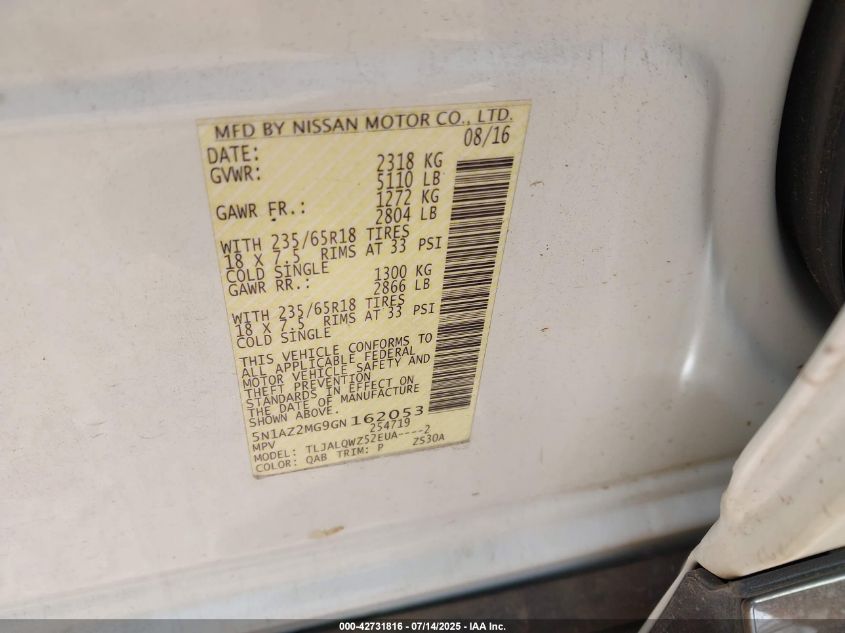 MFD BY NISSAN MOTOR CO., LTD.
DATE: 08/16
GVWR: 2318 KG
5110 LB
GAWR FR.: 1272 KG
2804 LB
WITH 235/65R18 TIRES
18 X 7.5 RIMS AT 33 PSI
COLD SINGLE
GAWR RR.: 1300 KG
2866 LB
WITH 235/65R18 TIRES
18 X 7.5 RIMS AT 33 PSI
COLD SINGLE
THIS VEHICLE CONFORMS TO
ALL APPLICABLE FEDERAL
MOTOR VEHICLE SAFETY AND
THEFT PREVENTION
STANDARDS IN EFFECT ON
THE DATE OF MANUFACTURE
SHOWN ABOVE.
5N1AZ2MG9GN162053
MPV 254719
MODEL: TLJALQWZ52EUA----2
COLOR: QAB TRIM: P ZS30A
000-42731816 - 07/14/2025 - IAA Inc.